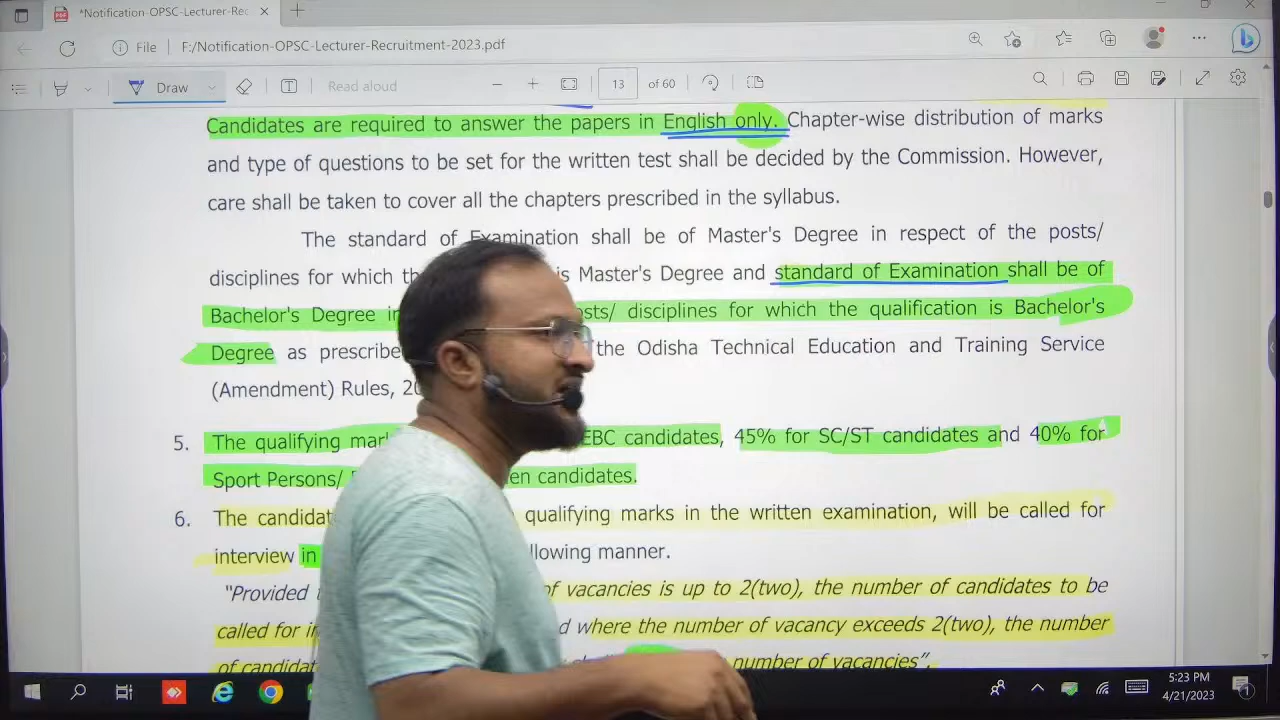 *Notification-OPSC-Lecturer-Rec
File F:/Notification-OPSC-Lecturer-Recruitment-2023.pdf
Draw Read aloud 13 of 60
Candidates are required to answer the papers in English only. Chapter-wise distribution of marks
and type of questions to be set for the written test shall be decided by the Commission. However,
care shall be taken to cover all the chapters prescribed in the syllabus.
The standard of Examination shall be of Master's Degree in respect of the posts/
disciplines for which is Master's Degree and standard of Examination shall be of
Bachelor's Degree disciplines for which the qualification is Bachelor's
Degree as the Odisha Technical Education and Training Service
(Amendment) Rules,
5. The qualifying EBC candidates, 45% for SC/ST candidates and 40% for
Sport Persons/ candidates.
6. The qualifying marks in the written examination, will be called for
interview in manner.
"Provided of vacancies is up to 2(two), the number of candidates to be
called for where the number of vacancy exceeds 2(two), the number
of number of vacancies".
5:23 PM
4/21/2023
1